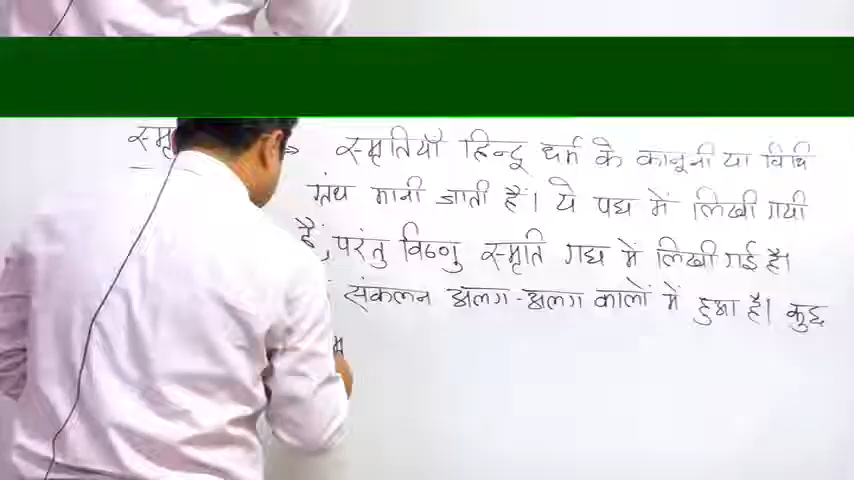 स्मृ → स्मृतियाँ हिन्दू धर्म के कानूनी या विधि
ग्रंथ मानी जाती हैं। ये पद्य में लिखी गयी
हैं, परंतु विष्णु स्मृति गद्य में लिखी गई है।
संकलन अलग-अलग कालों में हुआ है। कुछ